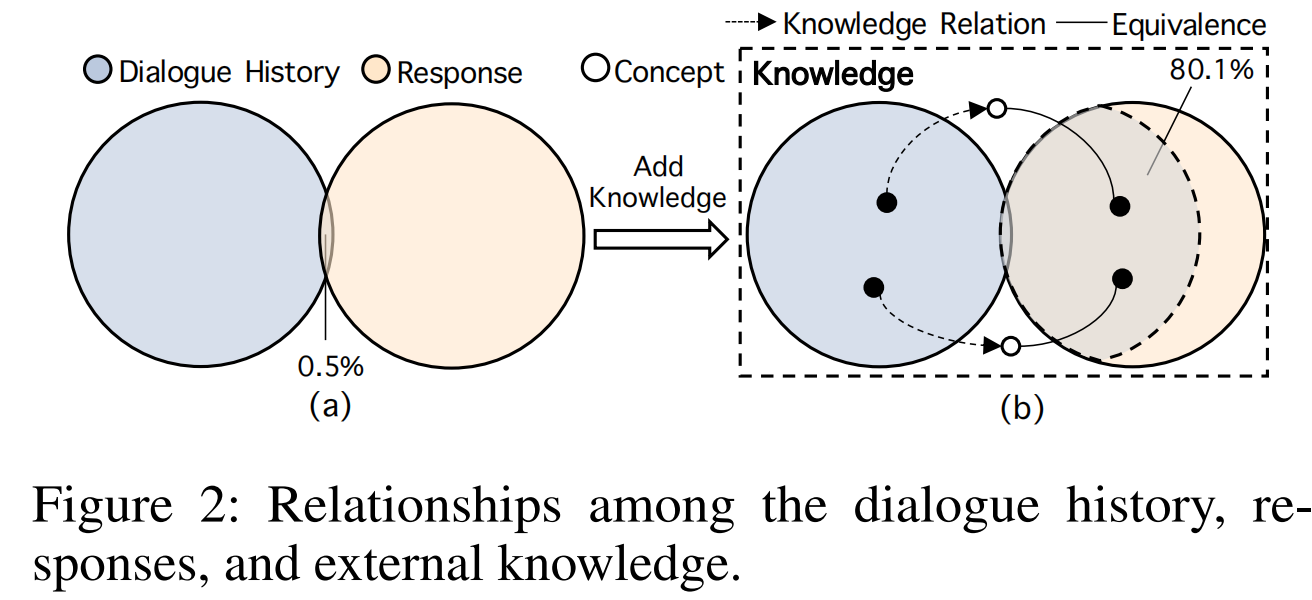 Knowledge Relation Equivalence
Dialogue History Response Concept
Knowledge
80.1%
Add
Knowledge
0.5%
(a)
(b)
Figure 2: Relationships among the dialogue history, re-
sponses, and external knowledge.